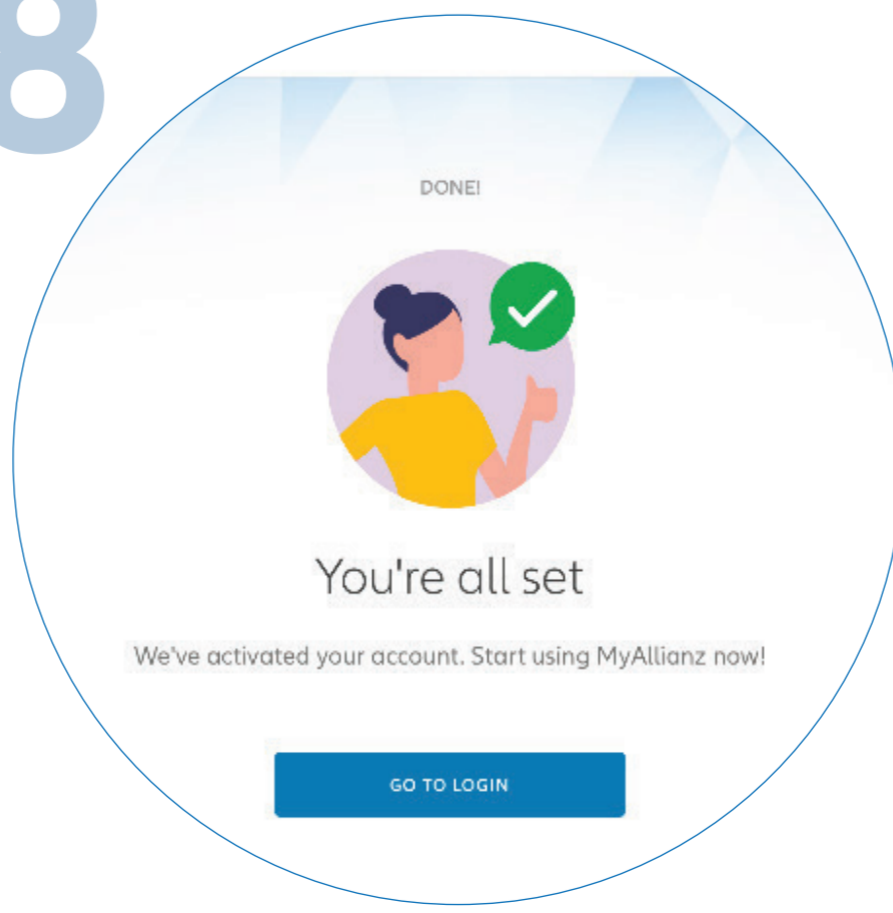 8
DONE!
You're all set
We've activated your account. Start using MyAllianz now!
GO TO LOGIN